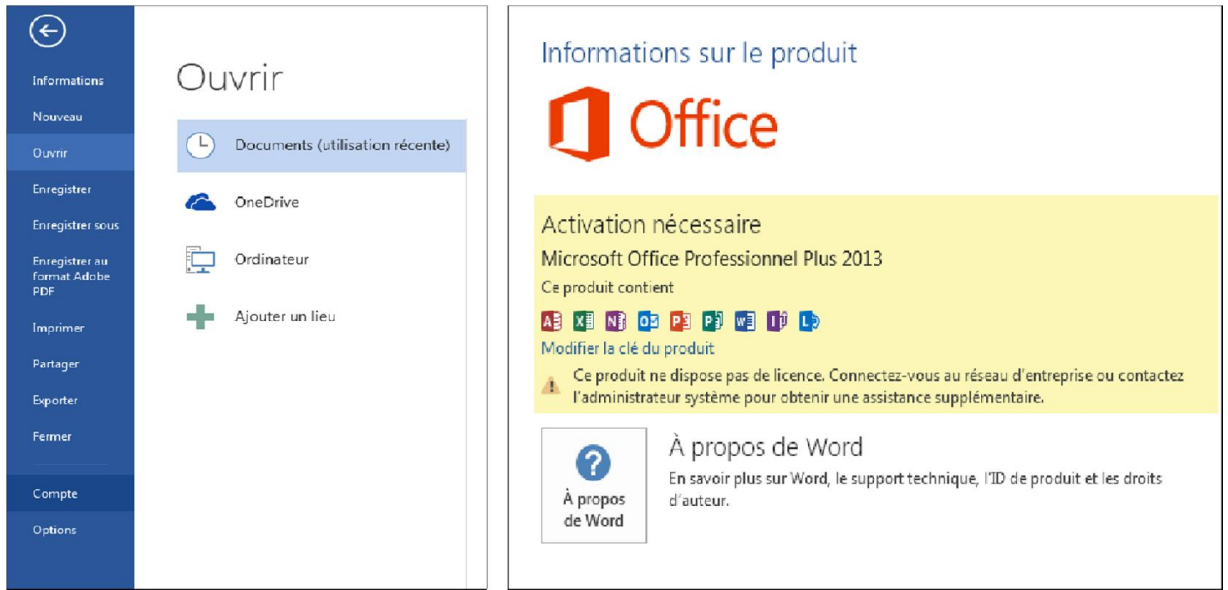 Informations
Nouveau
Ouvrir
Enregistrer
Enregistrer sous
Enregistrer au
format Adobe
PDF
Imprimer
Partager
Exporter
Fermer
Compte
Options
Ouvrir
Documents (utilisation récente)
OneDrive
Ordinateur
Ajouter un lieu
Informations sur le produit
Office
Activation nécessaire
Microsoft Office Professionnel Plus 2013
Ce produit contient
Modifier la clé du produit
Ce produit ne dispose pas de licence. Connectez-vous au réseau d'entreprise ou contactez
l'administrateur système pour obtenir une assistance supplémentaire.
?
À propos
de Word
À propos de Word
En savoir plus sur Word, le support technique, l'ID de produit et les droits
d'auteur.